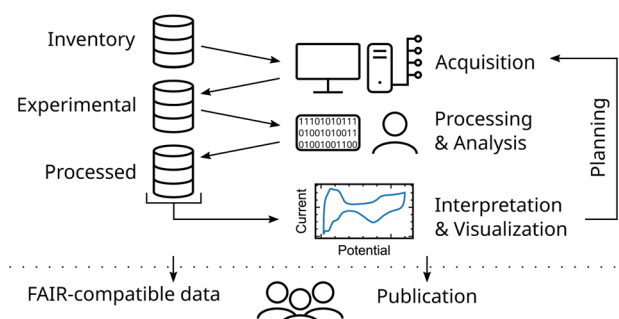 Inventory
Acquisition
Experimental
Processing
& Analysis
11101010111
01001010011
01001001100
Processed
Planning
Current
Potential
Interpretation
& Visualization
FAIR-compatible data
Publication